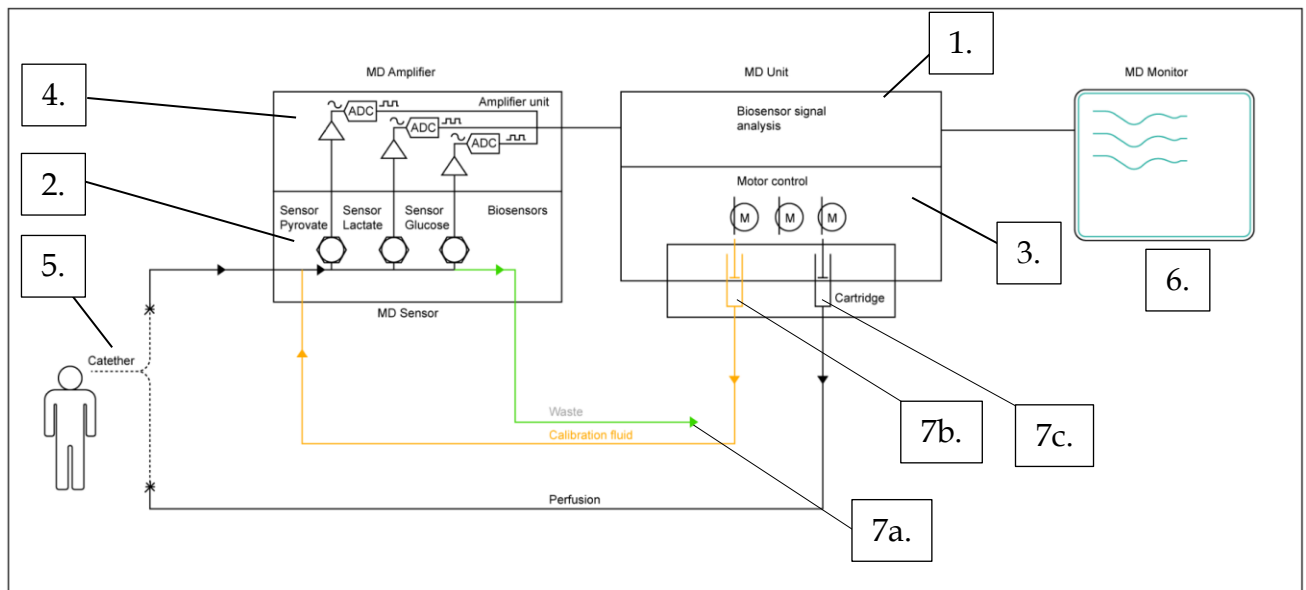 1.
MD Amplifier
MD Unit
MD Monitor
4.
ADC
Amplifier unit
ADC
ADC
Biosensor signal
analysis
2.
Sensor
Pyrovate
Sensor
Lactate
Sensor
Glucose
Biosensors
Motor control
M
M
M
3.
5.
6.
Cartridge
MD Sensor
Catether
Waste
Calibration fluid
7b.
7c.
Perfusion
7a.